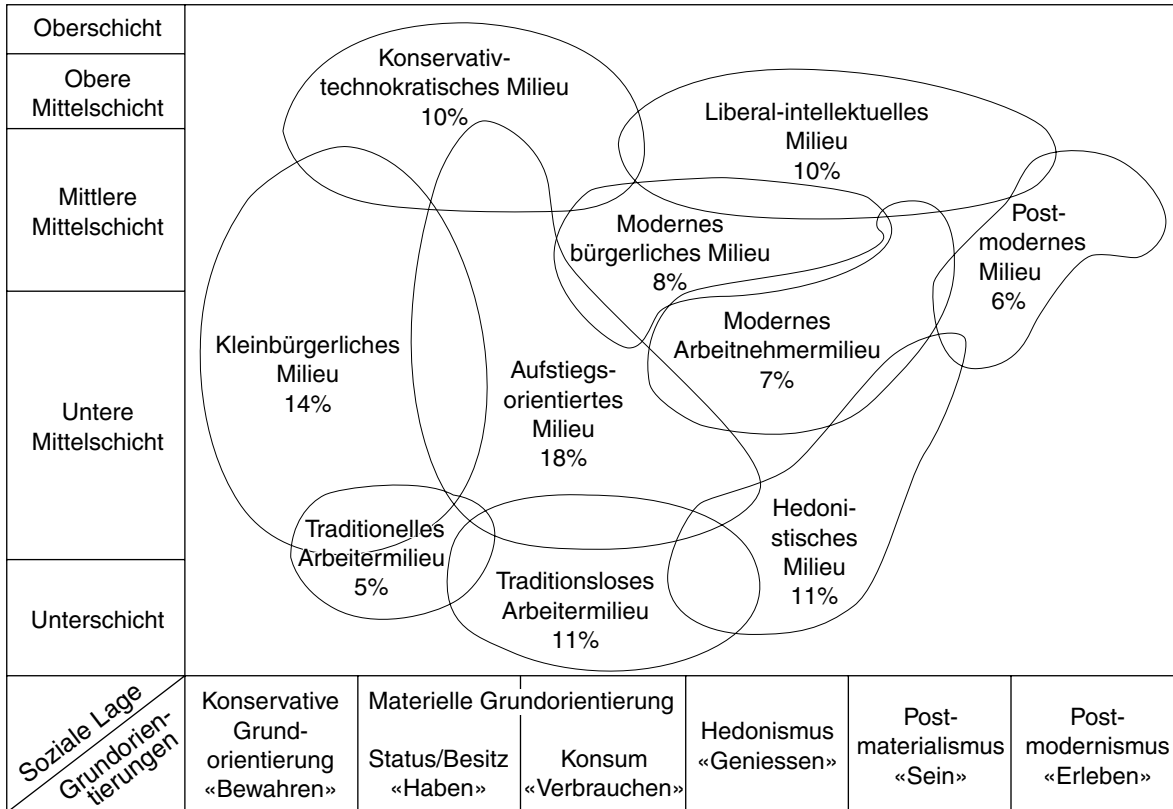 Oberschicht
Obere
Mittelschicht
Mittlere
Mittelschicht
Untere
Mittelschicht
Unterschicht
Konservativ-
technokratisches Milieu
10%
Liberal-intellektuelles
Milieu
10%
Modernes
bürgerliches Milieu
8%
Post-
modernes
Milieu
6%
Kleinbürgerliches
Milieu
14%
Aufstiegs-
orientiertes
Milieu
18%
Modernes
Arbeitnehmermilieu
7%
Traditionelles
Arbeitermilieu
5%
Traditionsloses
Arbeitermilieu
11%
Hedoni-
stisches
Milieu
11%
Soziale Lage
Grundorien-
tierungen
Konservative
Grund-
orientierung
«Bewahren»
Materielle Grundorientierung
Status/Besitz
«Haben»
Konsum
«Verbrauchen»
Hedonismus
«Geniessen»
Post-
materialismus
«Sein»
Post-
modernismus
«Erleben»